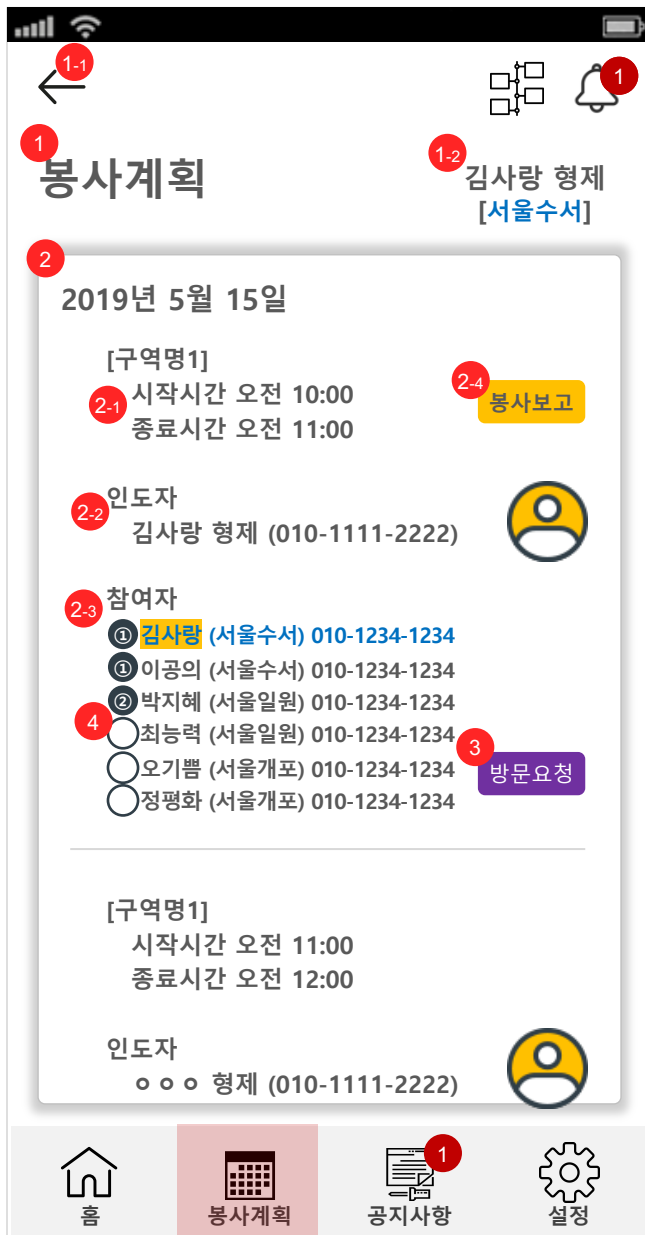 1-1
1
1
봉사계획
1-2
김사랑 형제
[서울수서]
2
2019년 5월 15일
[구역명1]
2-1
시작시간 오전 10:00
종료시간 오전 11:00
2-4
봉사보고
2-2
인도자
김사랑 형제 (010-1111-2222)
2-3
참여자
① 김사랑 (서울수서) 010-1234-1234
① 이공의 (서울수서) 010-1234-1234
② 박지혜 (서울일원) 010-1234-1234
4
최능력 (서울일원) 010-1234-1234
3
오기쁨 (서울개포) 010-1234-1234
방문요청
정평화 (서울개포) 010-1234-1234
[구역명1]
시작시간 오전 11:00
종료시간 오전 12:00
인도자
ㅇㅇㅇ 형제 (010-1111-2222)
홈
봉사계획
1
공지사항
설정